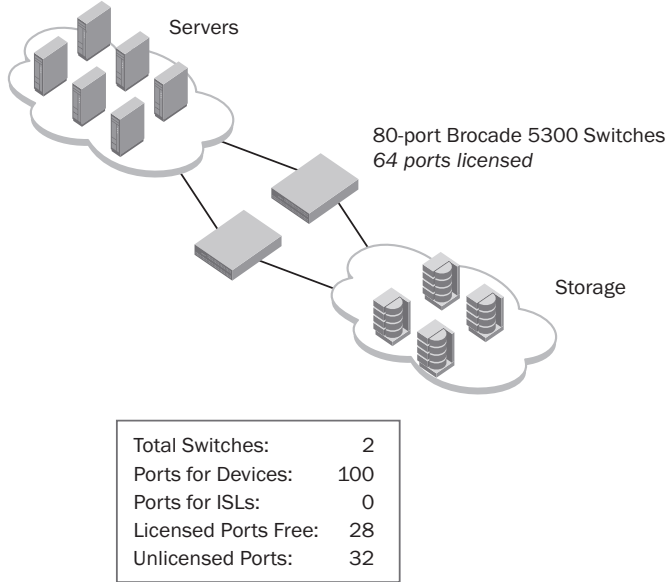 Servers
80-port Brocade 5300 Switches
64 ports licensed
Storage
Total Switches: 2
Ports for Devices: 100
Ports for ISLs: 0
Licensed Ports Free: 28
Unlicensed Ports: 32